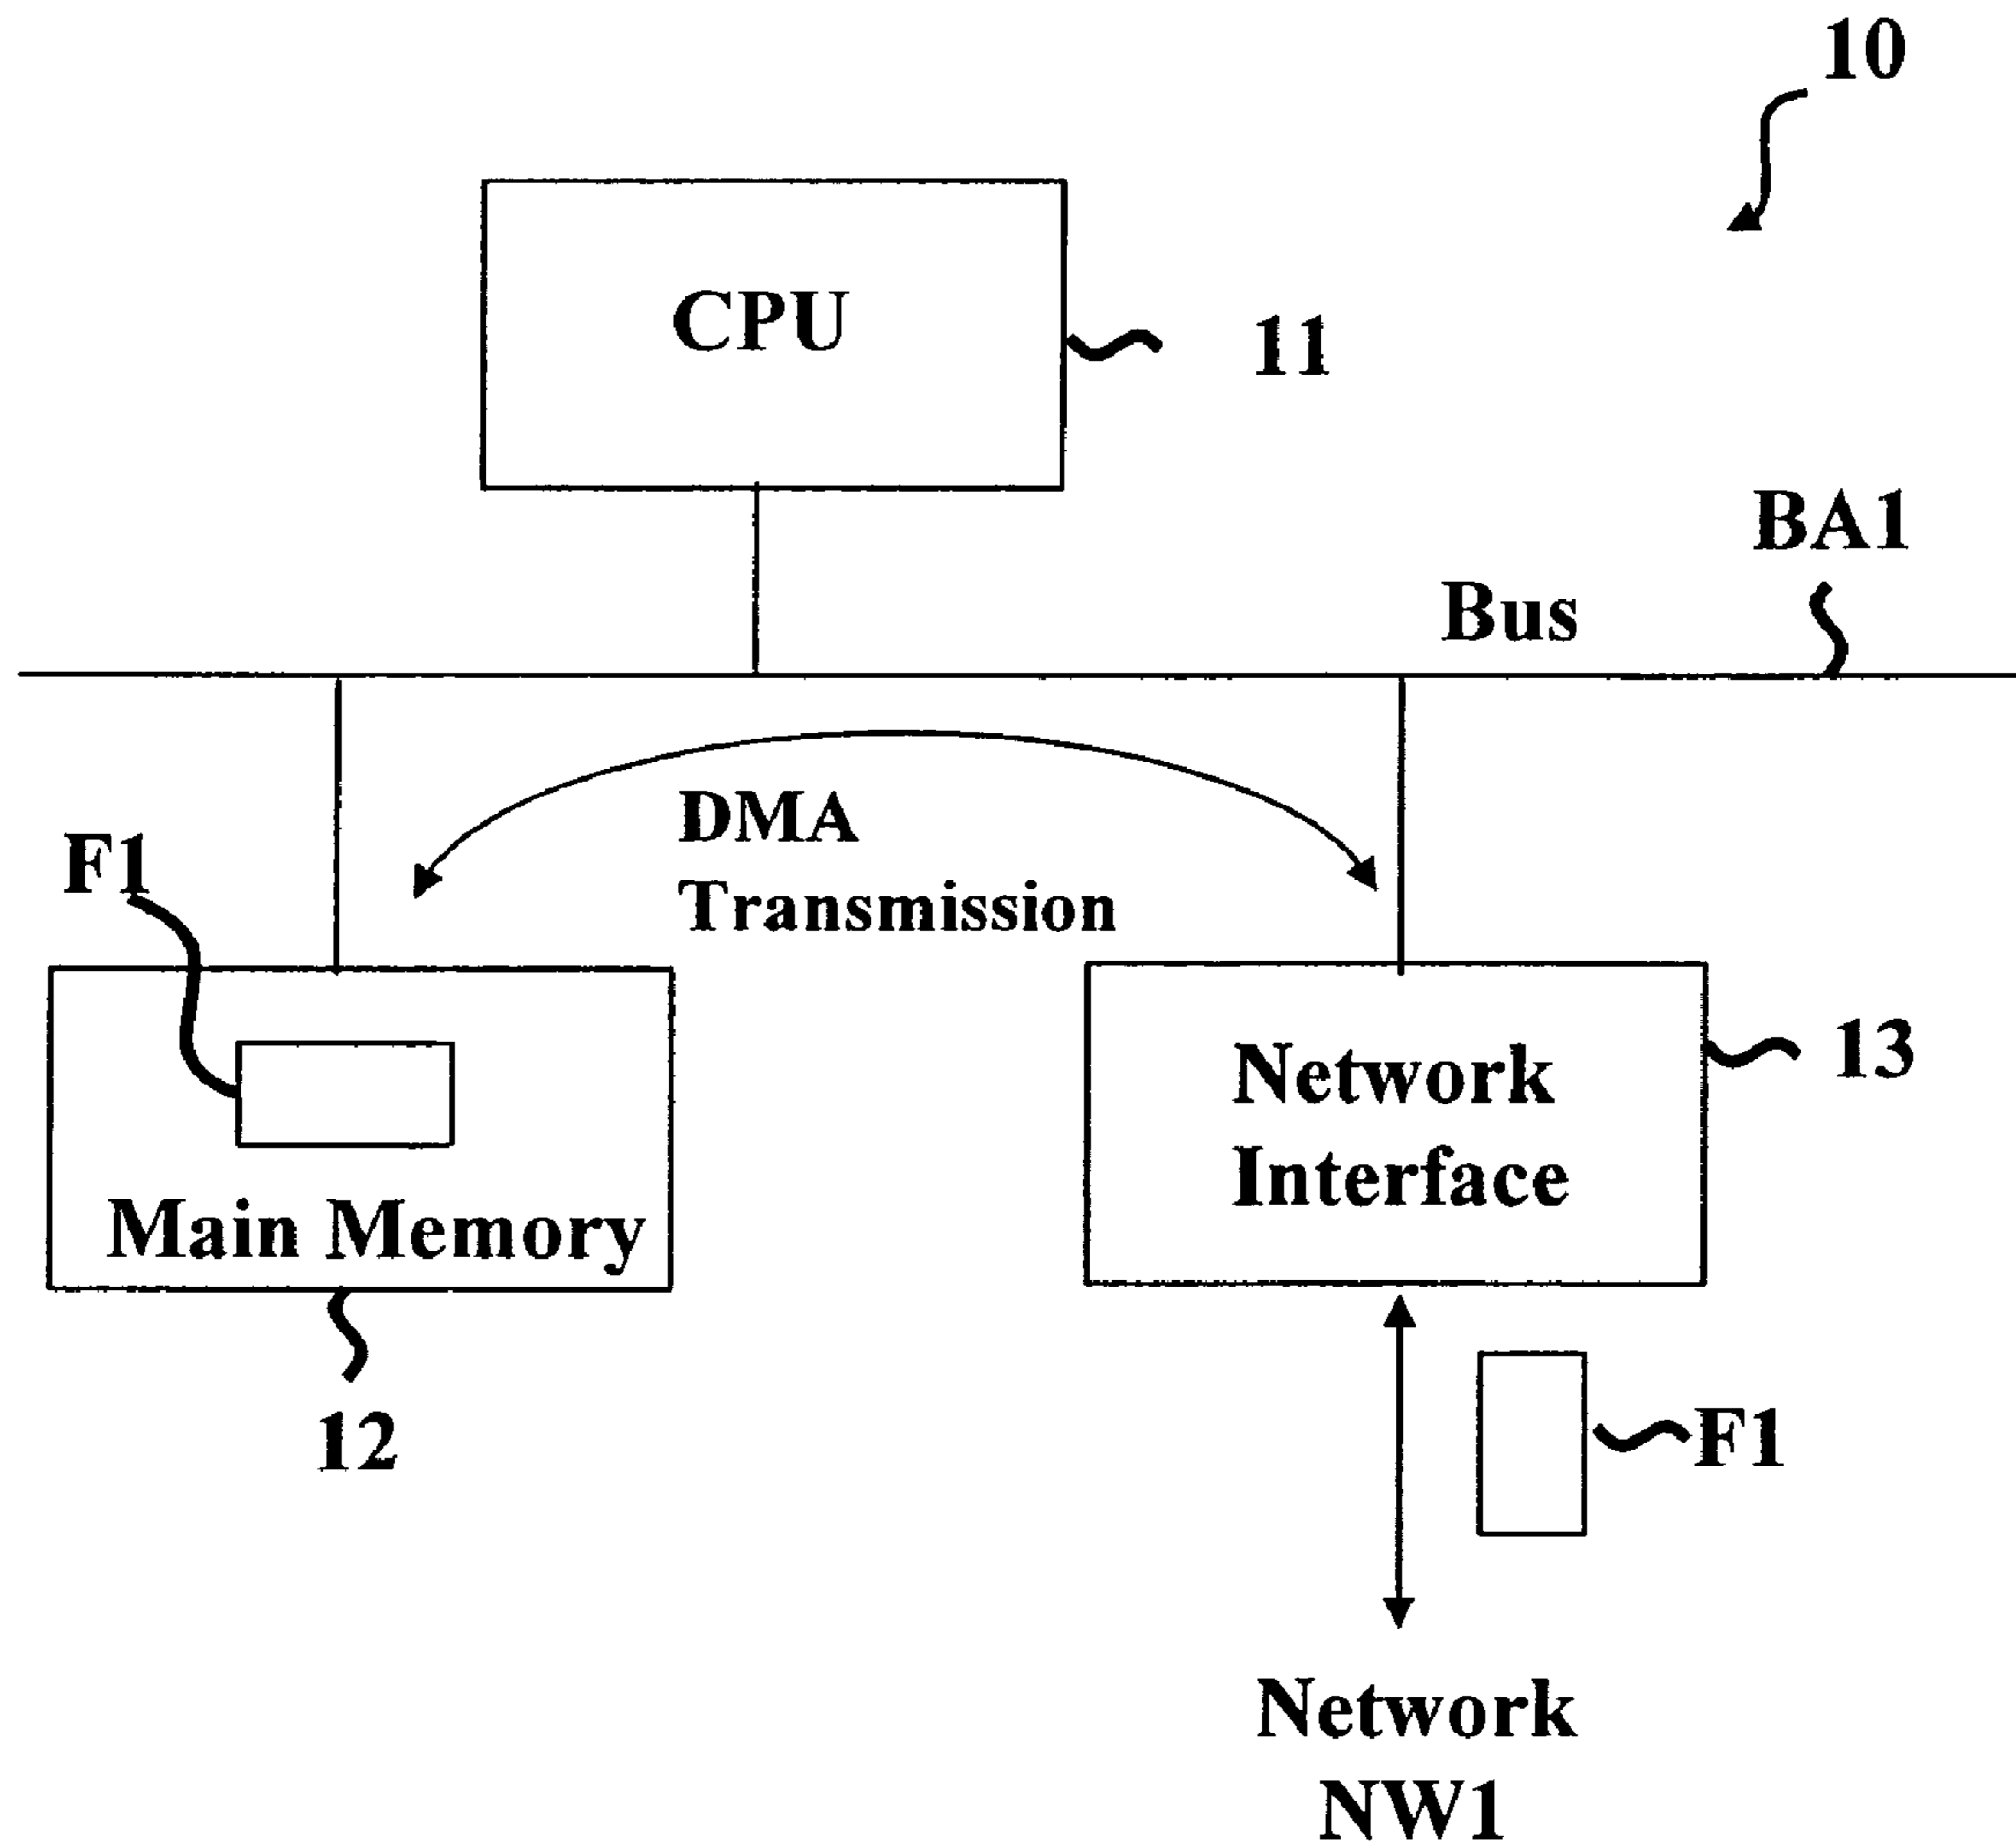 10
CPU
11
BA1
Bus
DMA
Transmission
F1
Main Memory
12
Network
Interface
13
F1
Network
NW1